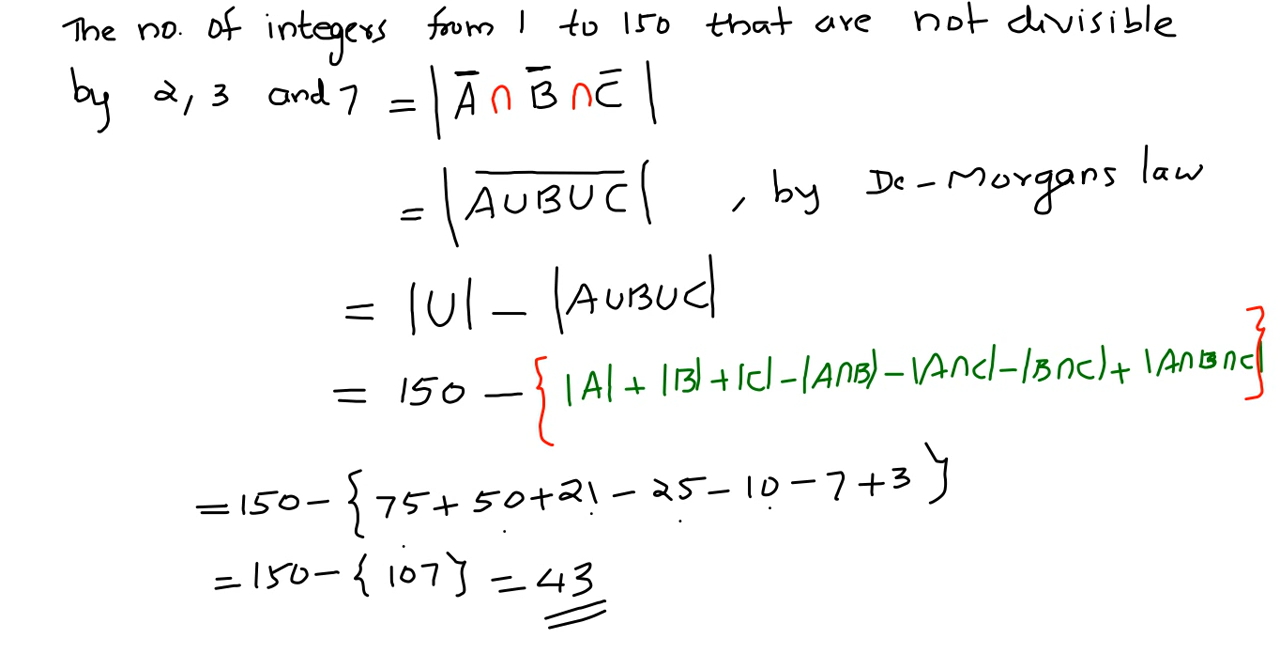 The no. of integers from 1 to 150 that are not divisible
by 2, 3 and 7 = |A̅ ∩ B̅ ∩ C̅|
= |A̅∪̅B̅∪̅C̅| , by De-Morgans law
= |U| – |A∪B∪C|
= 150 – {|A| + |B| + |C| – |A∩B| – |A∩C| – |B∩C| + |A∩B∩C|}
= 150 – {75 + 50 + 21 – 25 – 10 – 7 + 3}
= 150 – {107} = 43